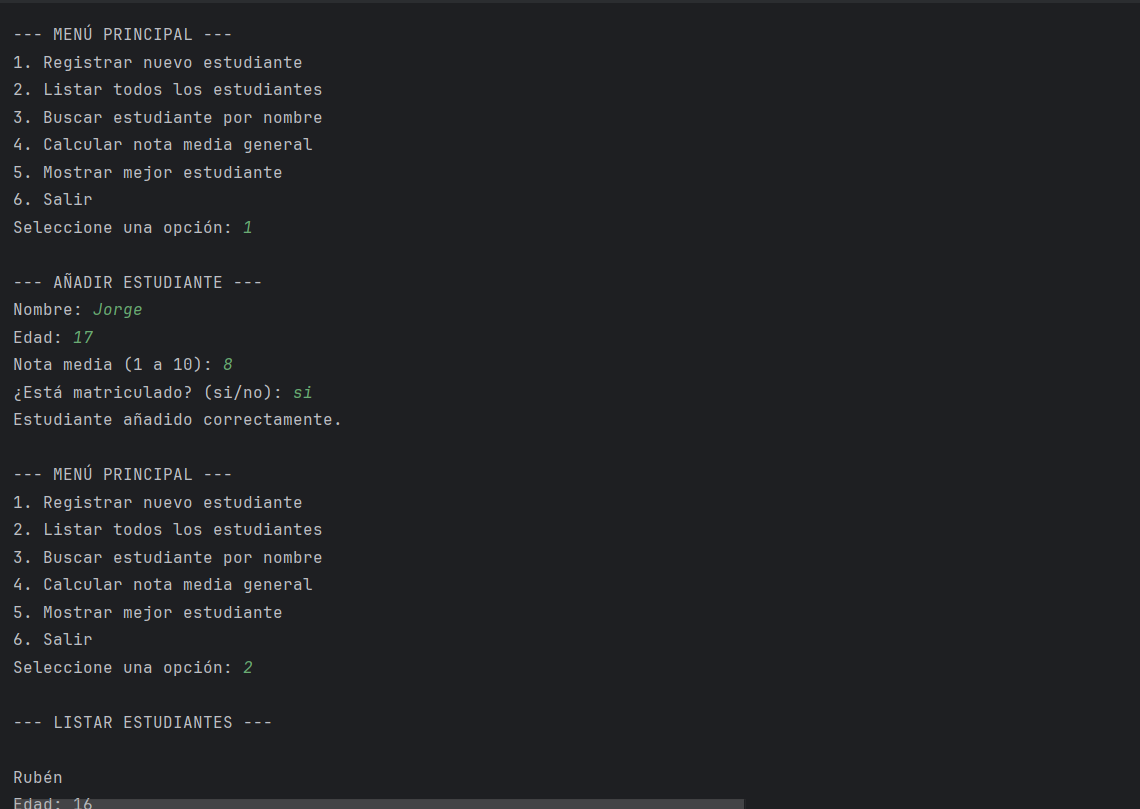 --- MENÚ PRINCIPAL ---
1. Registrar nuevo estudiante
2. Listar todos los estudiantes
3. Buscar estudiante por nombre
4. Calcular nota media general
5. Mostrar mejor estudiante
6. Salir
Seleccione una opción: 1
--- AÑADIR ESTUDIANTE ---
Nombre: Jorge
Edad: 17
Nota media (1 a 10): 8
¿Está matriculado? (si/no): si
Estudiante añadido correctamente.
--- MENÚ PRINCIPAL ---
1. Registrar nuevo estudiante
2. Listar todos los estudiantes
3. Buscar estudiante por nombre
4. Calcular nota media general
5. Mostrar mejor estudiante
6. Salir
Seleccione una opción: 2
--- LISTAR ESTUDIANTES ---
Rubén
Edad: 16